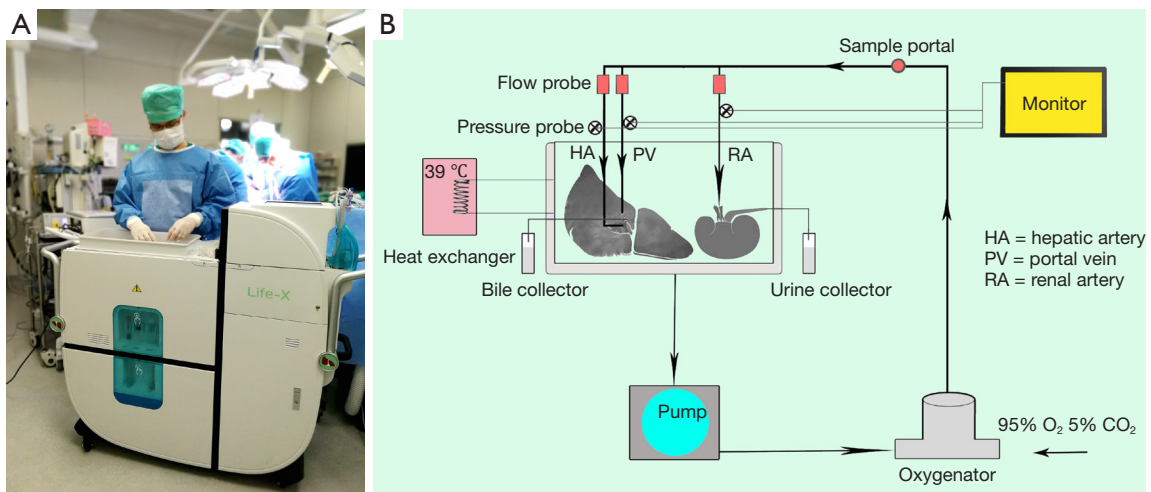 A
Life-X
B
Sample portal
Flow probe
Monitor
Pressure probe
HA
PV
RA
39 °C
HA = hepatic artery
PV = portal vein
RA = renal artery
Heat exchanger
Bile collector
Urine collector
Pump
95% O₂ 5% CO₂
Oxygenator